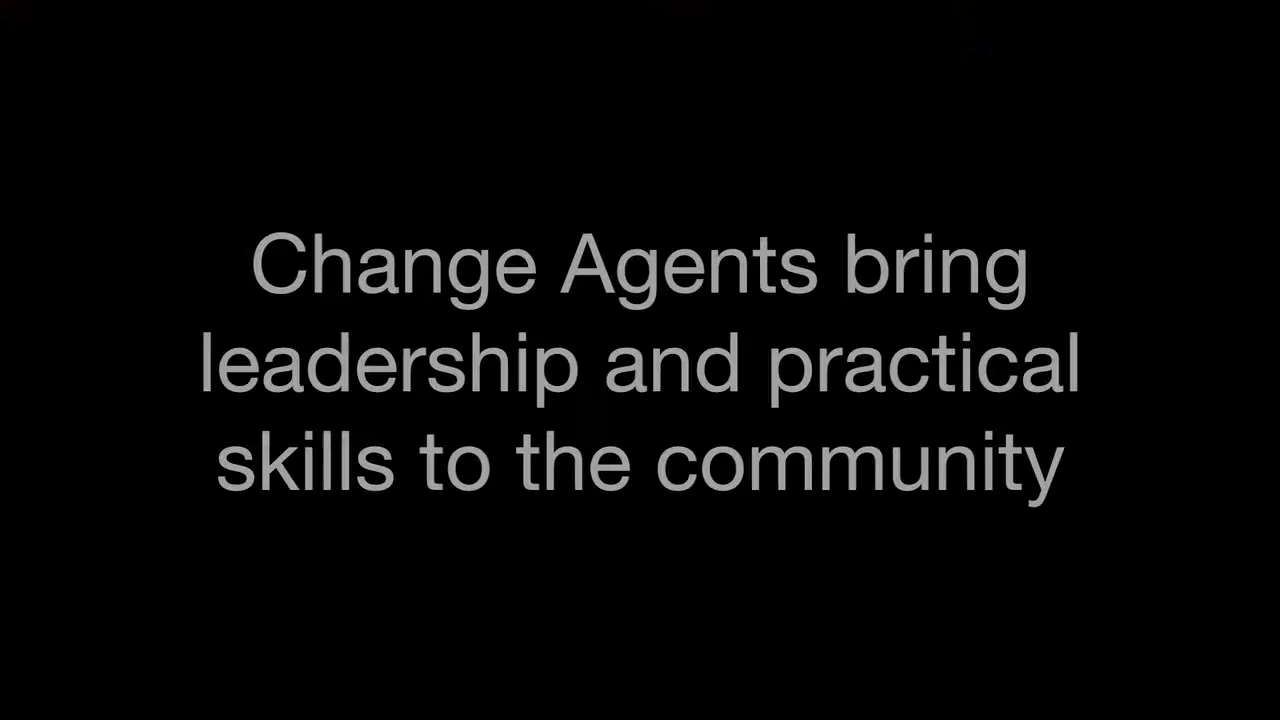 Change Agents bring
leadership and practical
skills to the community